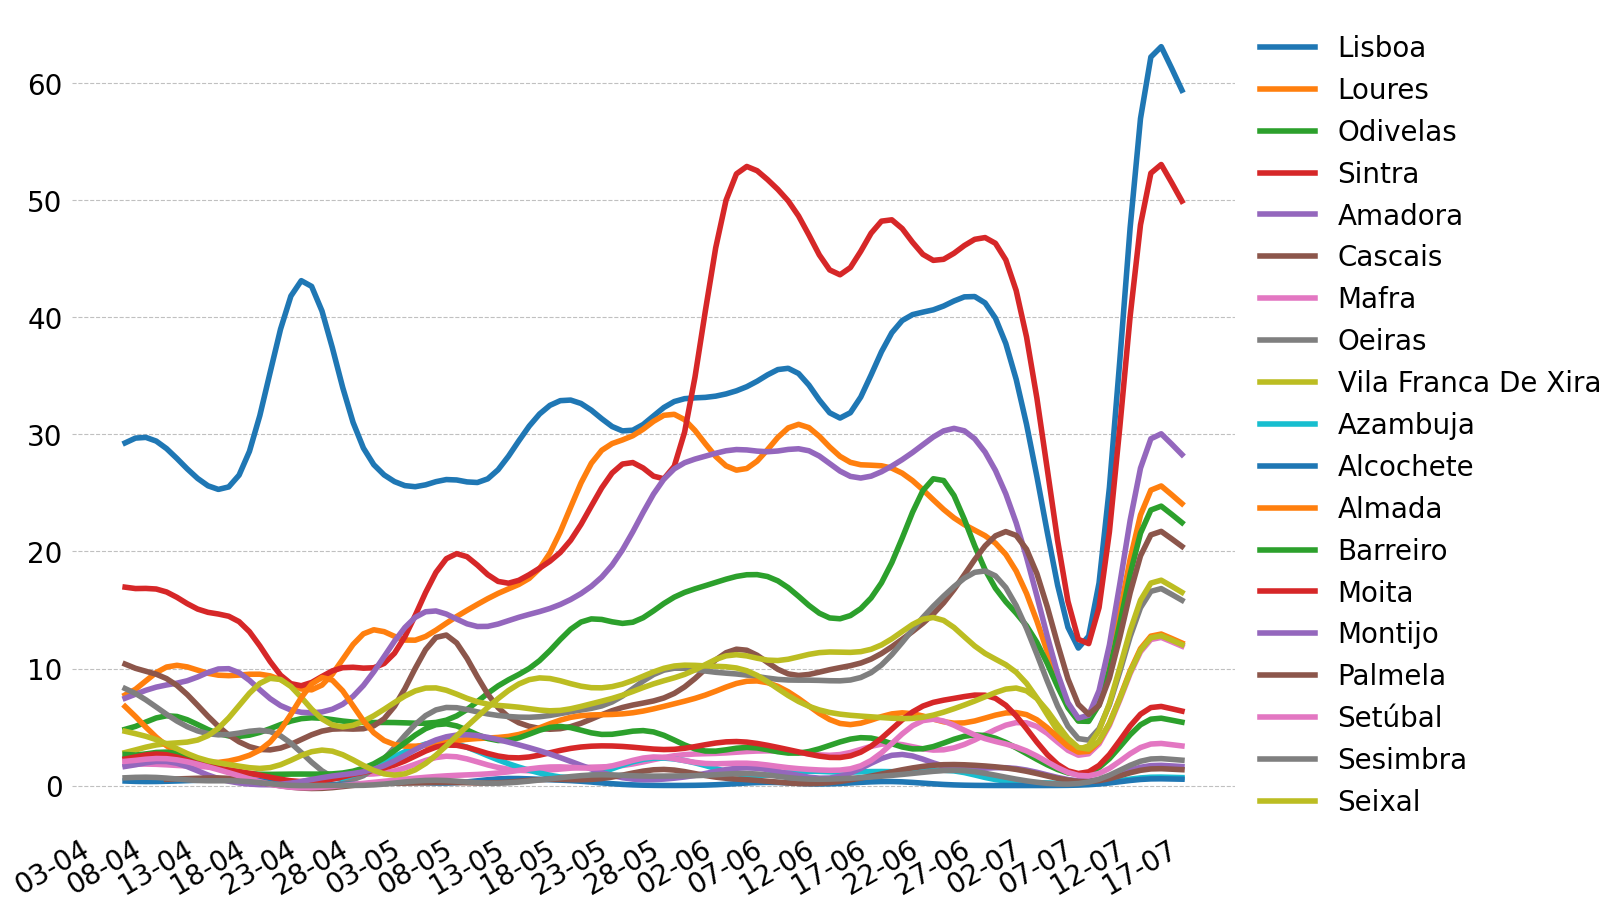 60
50
40
30
20
10
0
03-04
08-04
13-04
18-04
23-04
28-04
03-05
08-05
13-05
18-05
23-05
28-05
02-06
07-06
12-06
17-06
22-06
27-06
02-07
07-07
12-07
17-07
Lisboa
Loures
Odivelas
Sintra
Amadora
Cascais
Mafra
Oeiras
Vila Franca De Xira
Azambuja
Alcochete
Almada
Barreiro
Moita
Montijo
Palmela
Setúbal
Sesimbra
Seixal